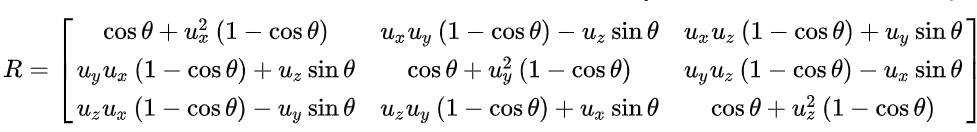 R = [ cos θ + u_x^2 (1 − cos θ)   u_x u_y (1 − cos θ) − u_z sin θ   u_x u_z (1 − cos θ) + u_y sin θ
u_y u_x (1 − cos θ) + u_z sin θ   cos θ + u_y^2 (1 − cos θ)   u_y u_z (1 − cos θ) − u_x sin θ
u_z u_x (1 − cos θ) − u_y sin θ   u_z u_y (1 − cos θ) + u_x sin θ   cos θ + u_z^2 (1 − cos θ) ]